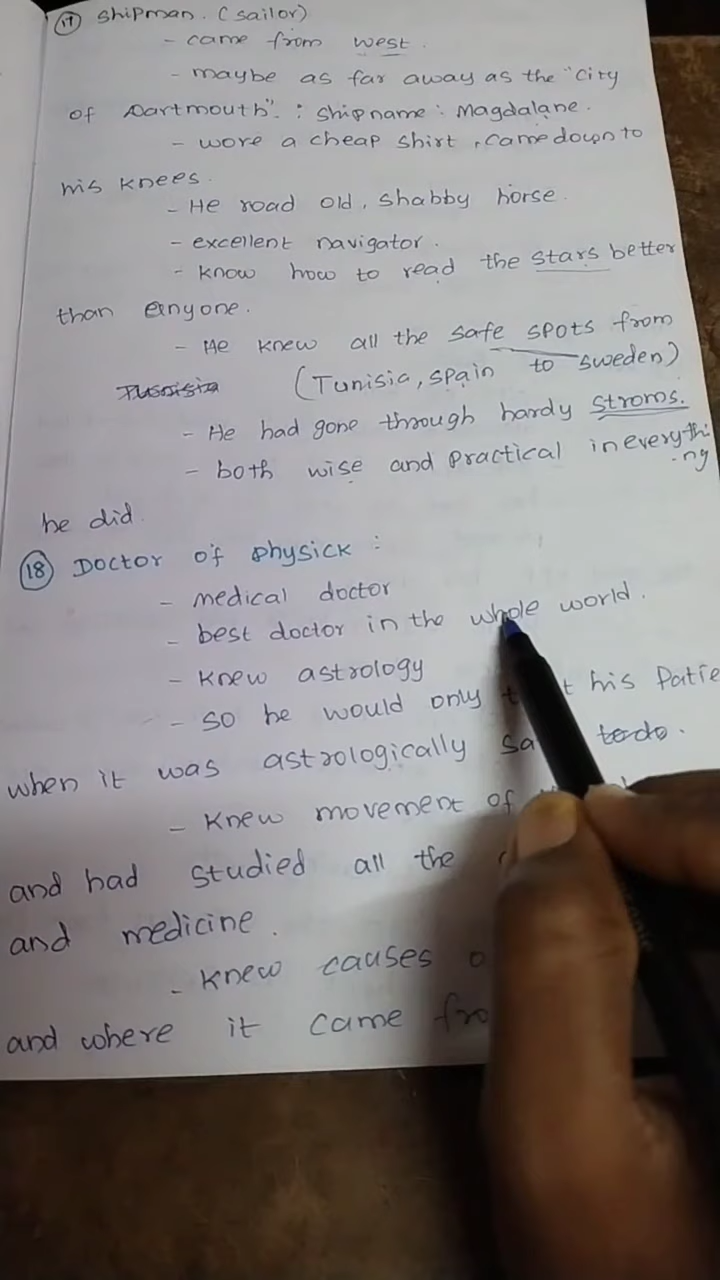 17 Shipman. (sailor)
- came from west.
- maybe as far away as the "City
of Dartmouth". : Ship name : Magdalane.
- wore a cheap shirt, came down to
his knees.
- He road old, shabby horse.
- excellent navigator.
- know how to read the stars better
than anyone.
- He knew all the safe spots from
(Tunisia, spain to sweden)
- He had gone through hardy Stroms.
- both wise and practical in everythi
-ng
he did.
18 Doctor of physick :
- medical doctor
- best doctor in the whole world.
- knew astrology
- so he would only his Patie
when it was astrologically to do.
- knew movement of
and had studied all the
and medicine.
- knew causes
and where it came